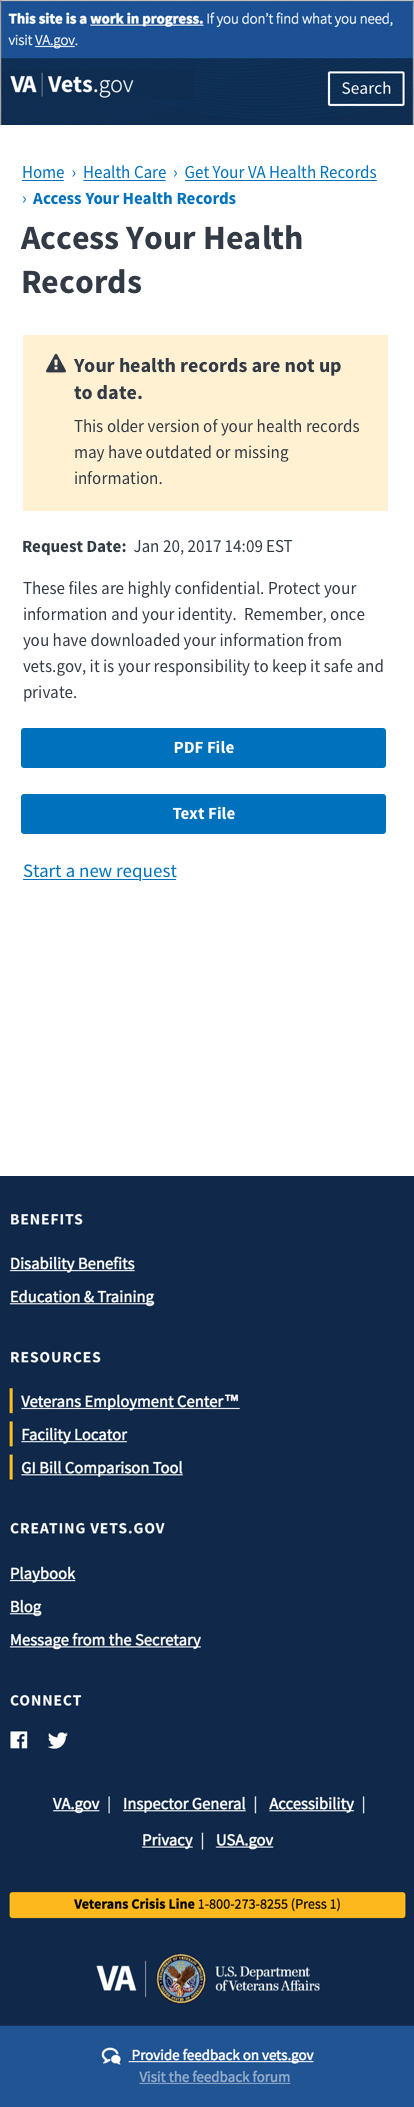 This site is a work in progress. If you don't find what you need,
visit VA.gov.
VA | Vets.gov
Search
Home › Health Care › Get Your VA Health Records
› Access Your Health Records
Access Your Health
Records
Your health records are not up
to date.
This older version of your health records
may have outdated or missing
information.
Request Date: Jan 20, 2017 14:09 EST
These files are highly confidential. Protect your
information and your identity. Remember, once
you have downloaded your information from
vets.gov, it is your responsibility to keep it safe and
private.
PDF File
Text File
Start a new request
BENEFITS
Disability Benefits
Education & Training
RESOURCES
Veterans Employment Center™
Facility Locator
GI Bill Comparison Tool
CREATING VETS.GOV
Playbook
Blog
Message from the Secretary
CONNECT
VA.gov | Inspector General | Accessibility |
Privacy | USA.gov
Veterans Crisis Line 1-800-273-8255 (Press 1)
VA | U.S. Department
of Veterans Affairs
Provide feedback on vets.gov
Visit the feedback forum